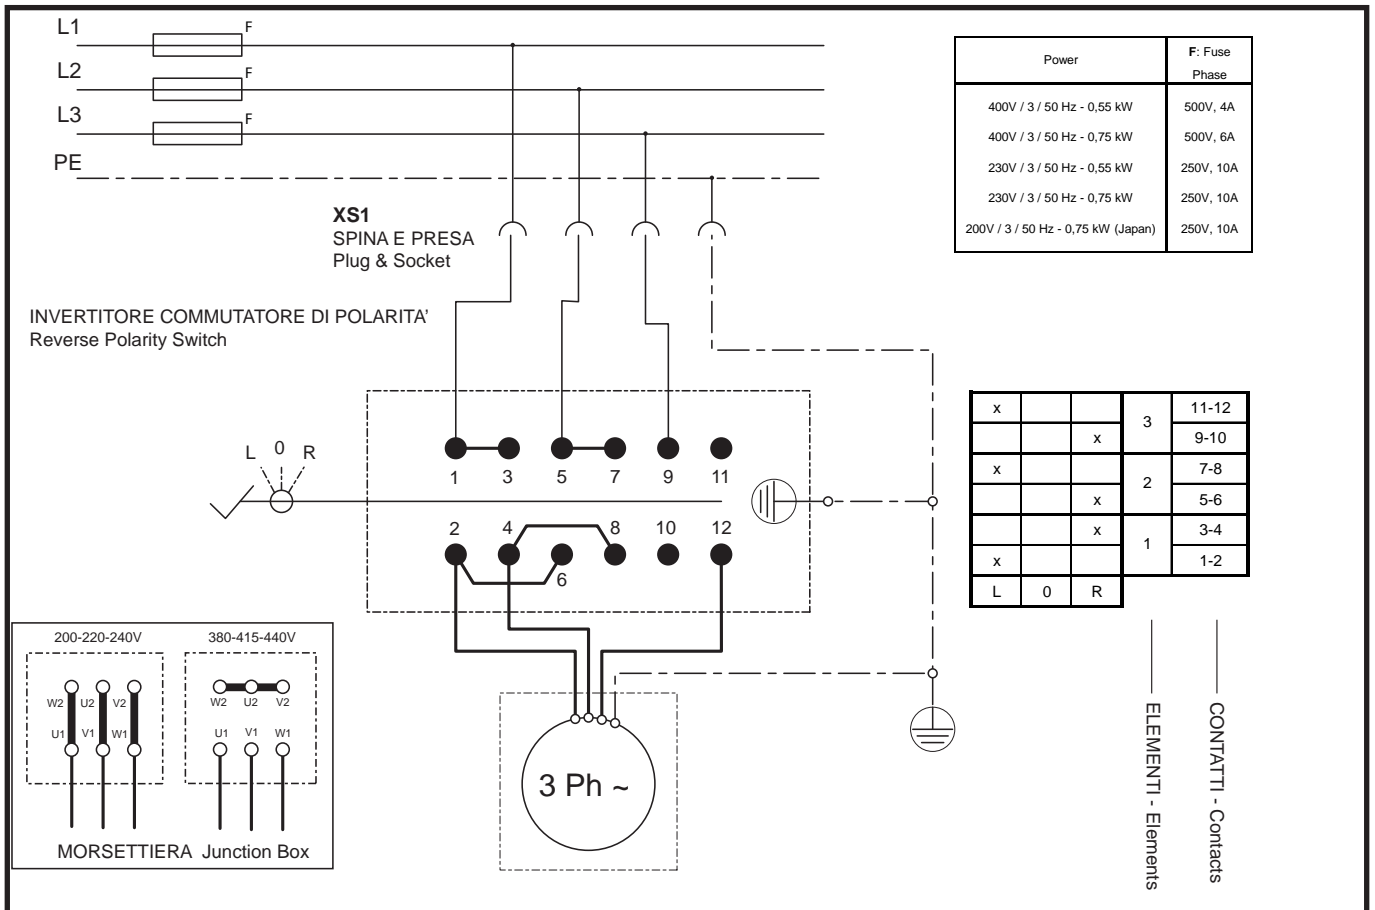 L1
F
L2
F
L3
F
PE
XS1
SPINA E PRESA
Plug & Socket
INVERTITORE COMMUTATORE DI POLARITA'
Reverse Polarity Switch
Power F: Fuse
Phase
400V / 3 / 50 Hz - 0,55 kW 500V, 4A
400V / 3 / 50 Hz - 0,75 kW 500V, 6A
230V / 3 / 50 Hz - 0,55 kW 250V, 10A
230V / 3 / 50 Hz - 0,75 kW 250V, 10A
200V / 3 / 50 Hz - 0,75 kW (Japan) 250V, 10A
L 0 R
1 3 5 7 9 11
2 4 8 10 12
6
x 11-12
3
x 9-10
x 7-8
2
x 5-6
x 3-4
1
x 1-2
L 0 R
ELEMENTI - Elements
CONTATTI - Contacts
200-220-240V 380-415-440V
W2 U2 V2 W2 U2 V2
U1 V1 W1 U1 V1 W1
MORSETTIERA Junction Box
3 Ph ~